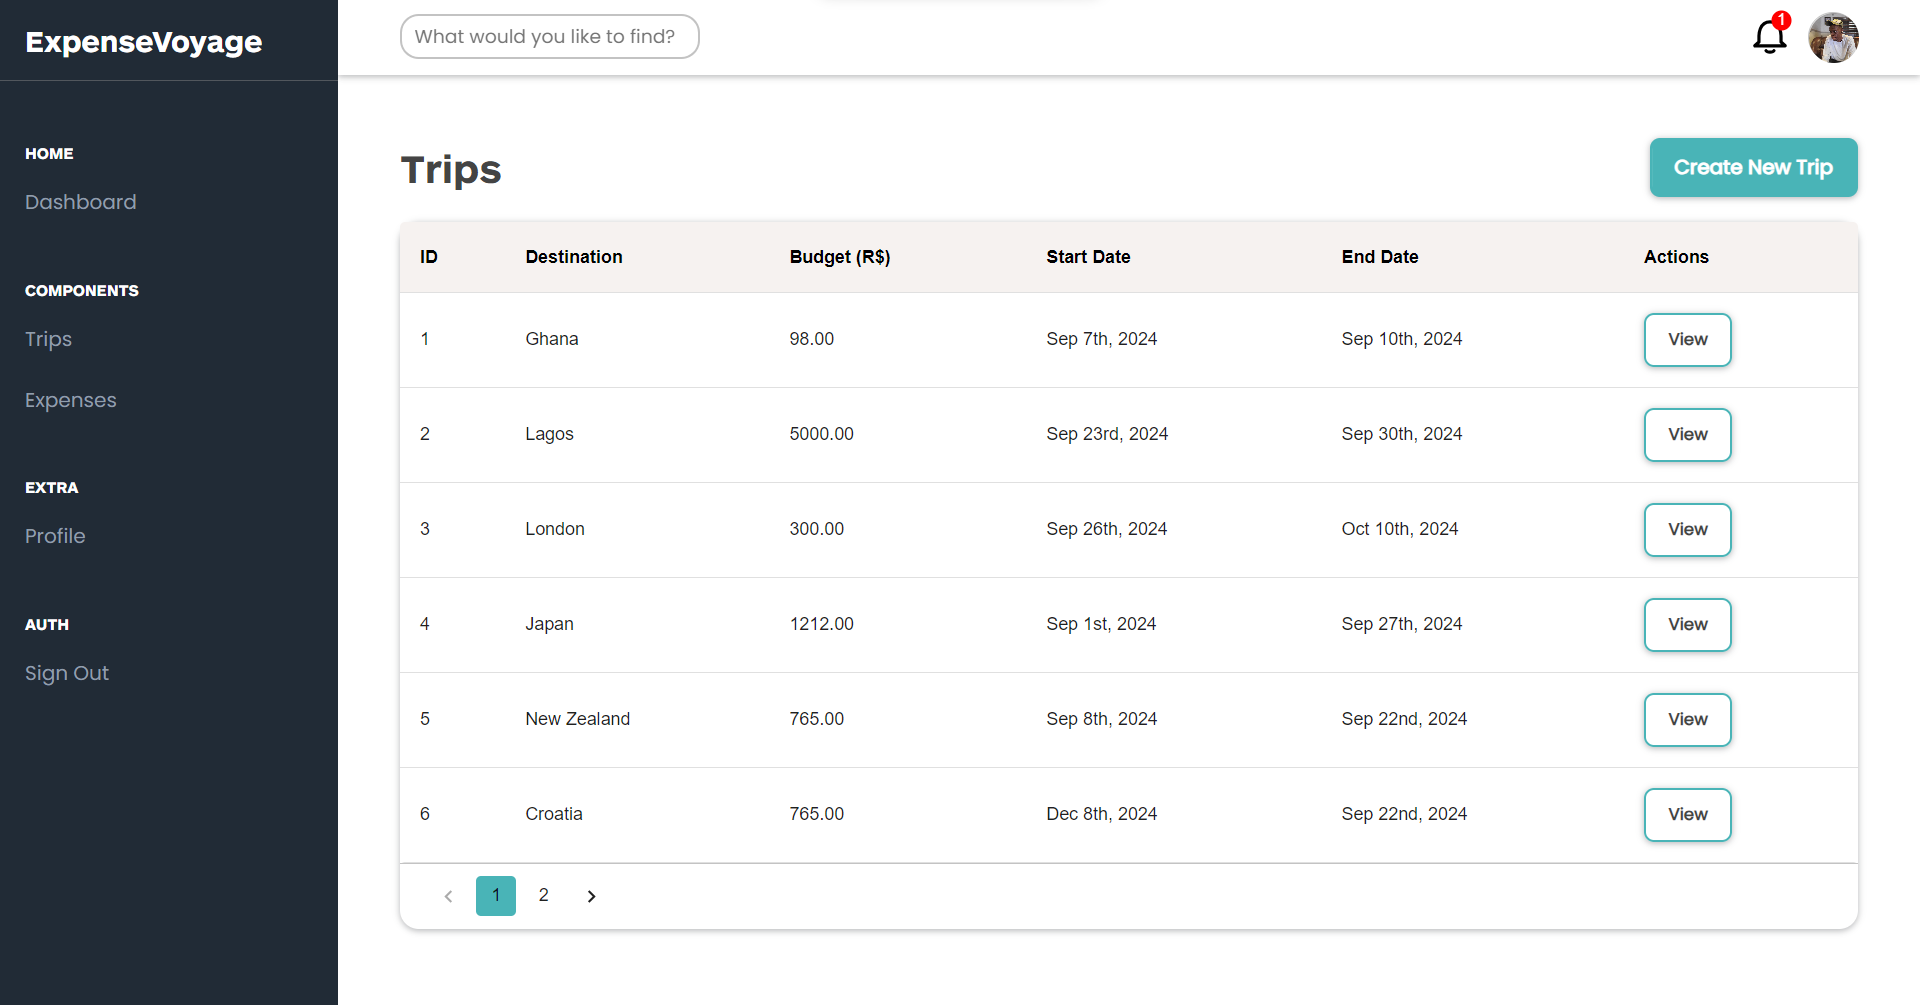 ExpenseVoyage
What would you like to find?
1
HOME
Dashboard
COMPONENTS
Trips
Expenses
EXTRA
Profile
AUTH
Sign Out
Trips
Create New Trip
ID Destination Budget (R$) Start Date End Date Actions
1 Ghana 98.00 Sep 7th, 2024 Sep 10th, 2024 View
2 Lagos 5000.00 Sep 23rd, 2024 Sep 30th, 2024 View
3 London 300.00 Sep 26th, 2024 Oct 10th, 2024 View
4 Japan 1212.00 Sep 1st, 2024 Sep 27th, 2024 View
5 New Zealand 765.00 Sep 8th, 2024 Sep 22nd, 2024 View
6 Croatia 765.00 Dec 8th, 2024 Sep 22nd, 2024 View
1 2